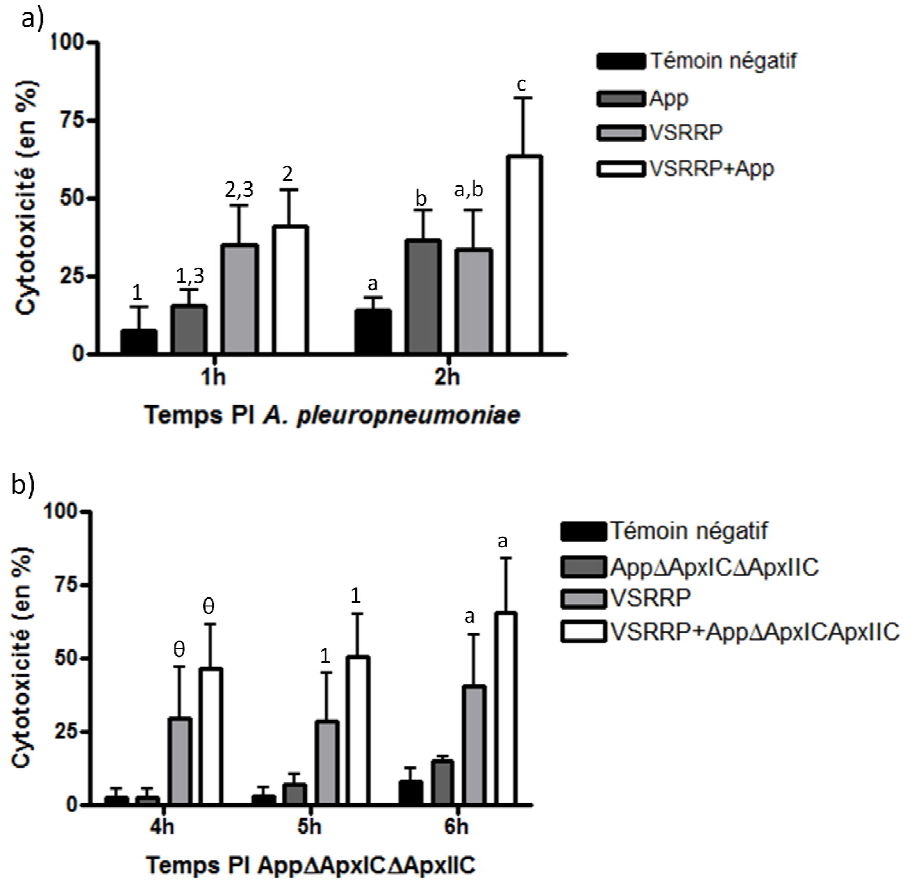 a)
100
75
50
25
0
Cytotoxicité (en %)
1
1,3
2,3
2
a
b
a,b
c
1h
2h
Temps PI A. pleuropneumoniae
Témoin négatif
App
VSRRP
VSRRP+App
b)
100
75
50
25
0
Cytotoxicité (en %)
θ
θ
1
1
a
a
4h
5h
6h
Temps PI AppΔApxICΔApxIIC
Témoin négatif
AppΔApxICΔApxIIC
VSRRP
VSRRP+AppΔApxICApxIIC